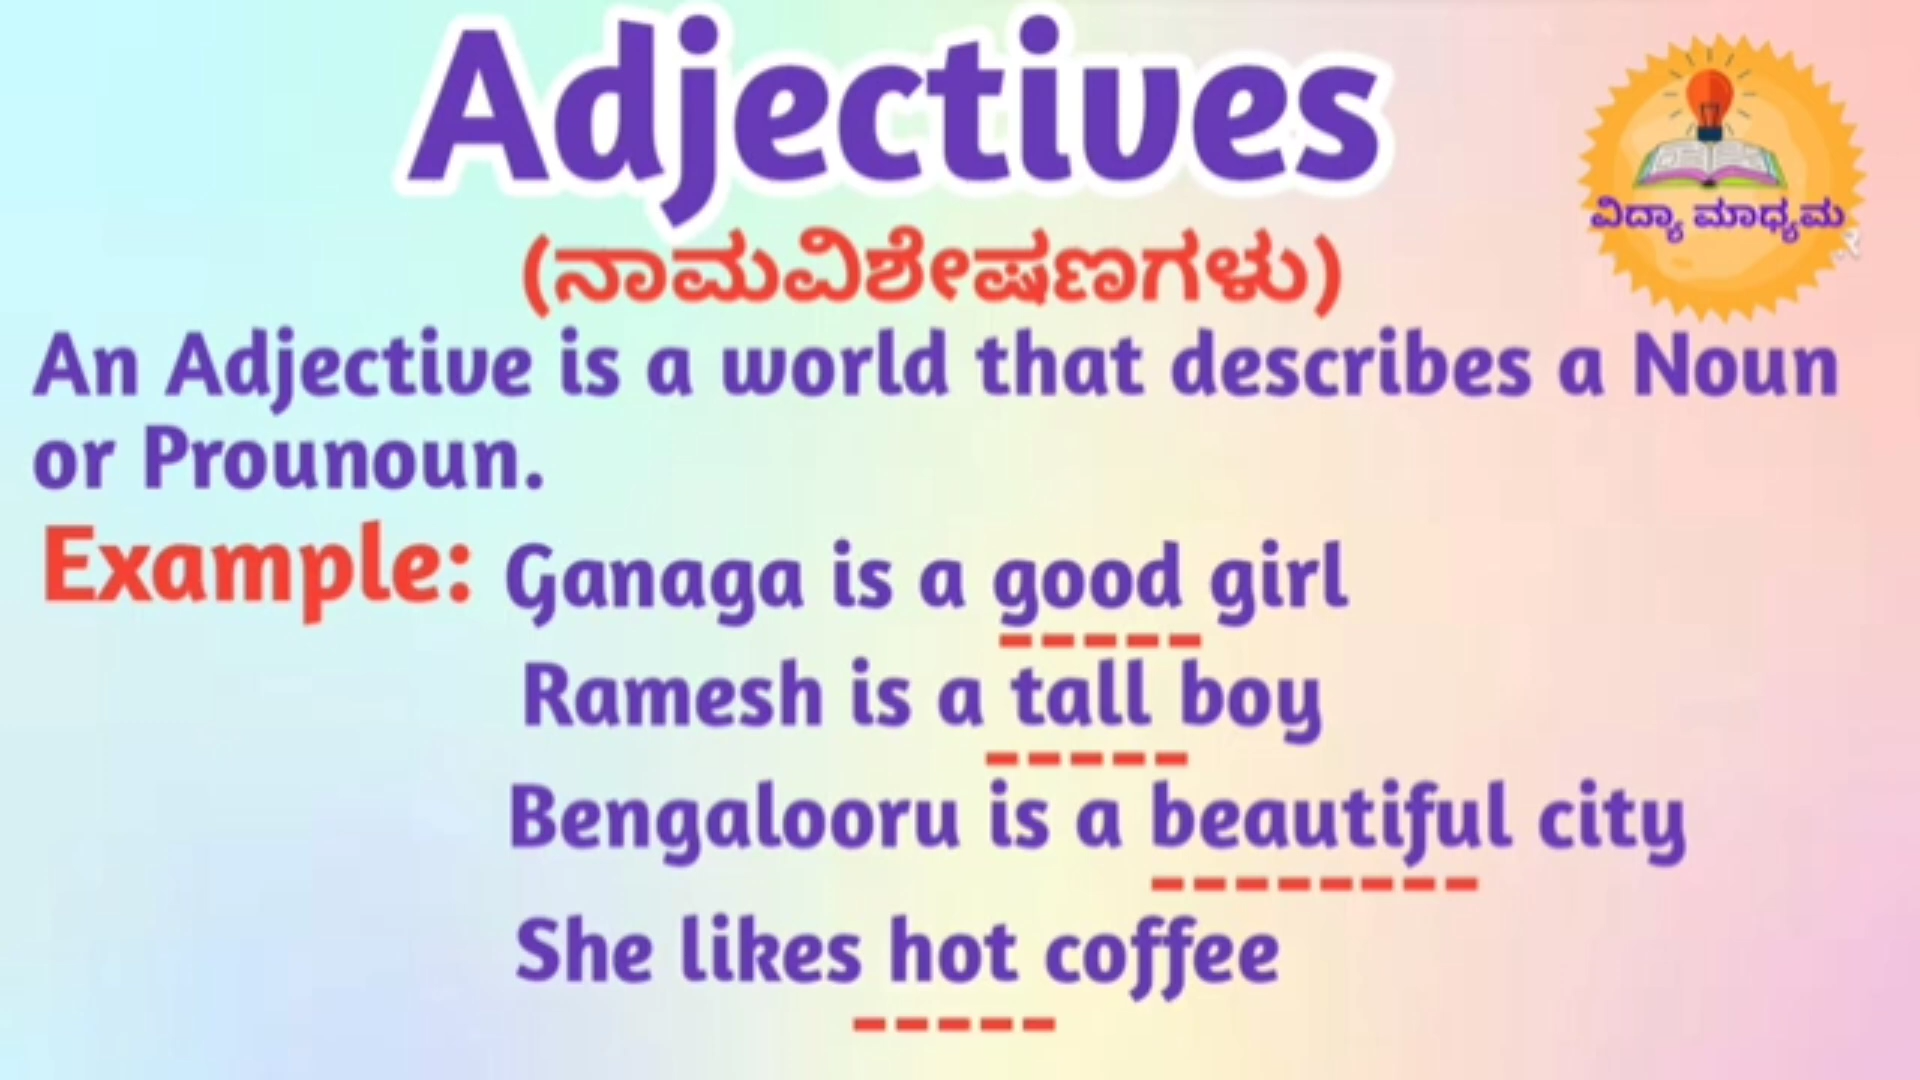 Adjectives
ವಿದ್ಯಾ ಮಾಧ್ಯಮ
(ನಾಮವಿಶೇಷಣಗಳು)
An Adjective is a world that describes a Noun
or Prounoun.
Example: Ganaga is a good girl
Ramesh is a tall boy
Bengalooru is a beautiful city
She likes hot coffee